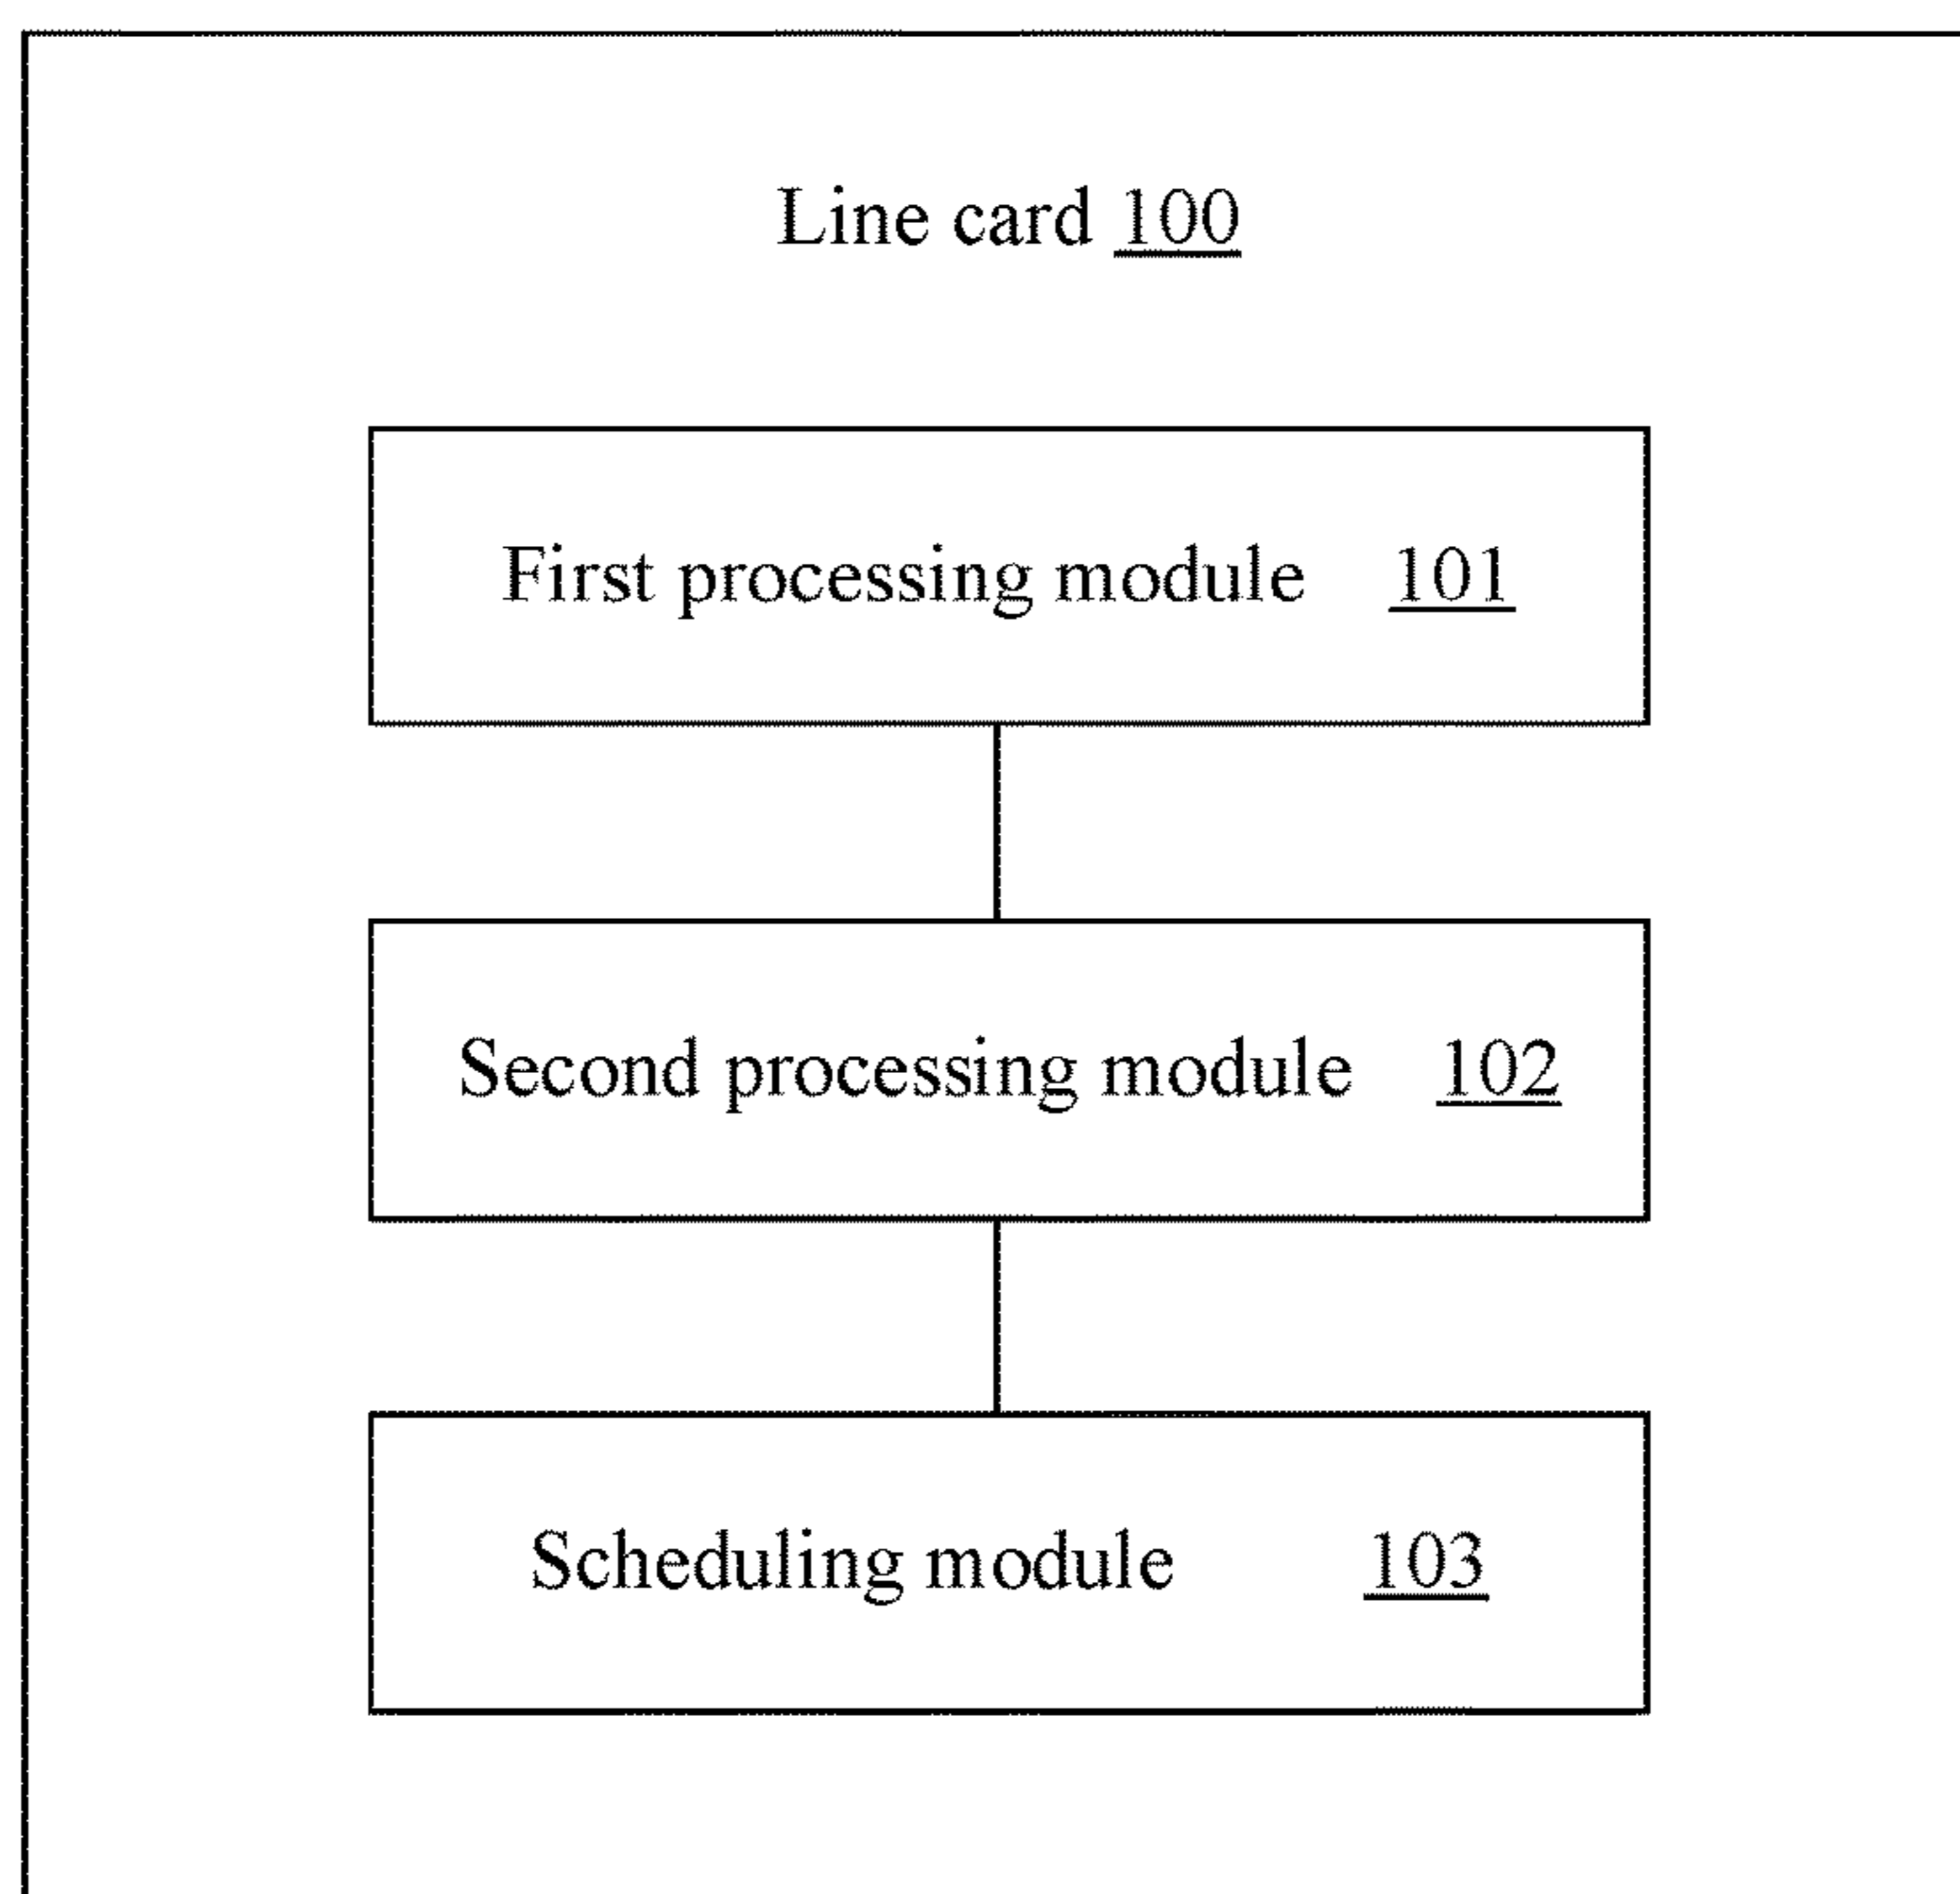 Line card 100
First processing module 101
Second processing module 102
Scheduling module 103